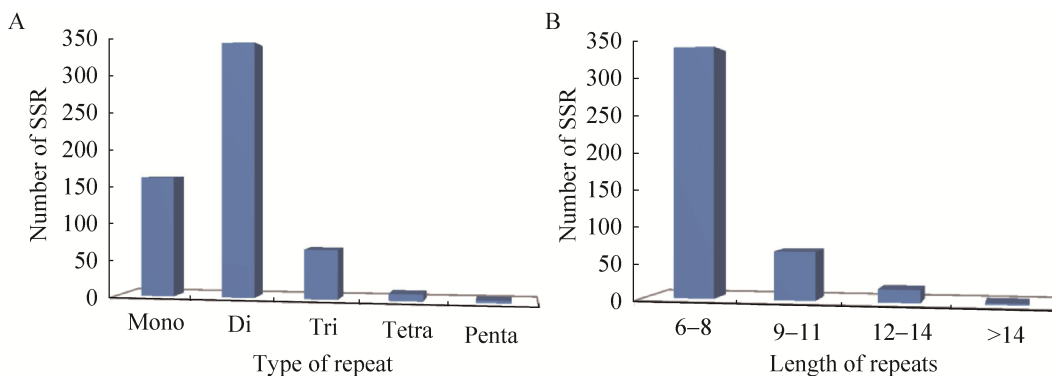 A
Number of SSR
350
300
250
200
150
100
50
0
Mono Di Tri Tetra Penta
Type of repeat
B
Number of SSR
350
300
250
200
150
100
50
0
6–8 9–11 12–14 >14
Length of repeats